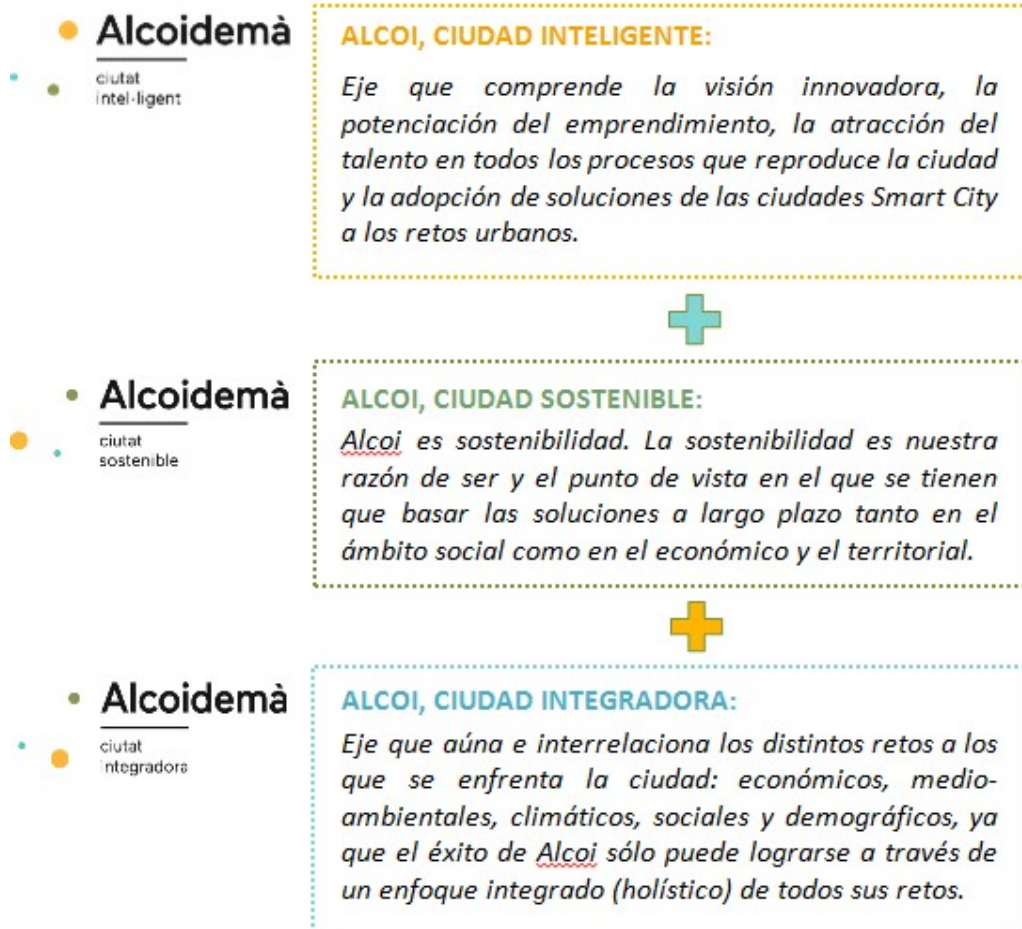 Alcoidemà
ciutat
intel·ligent
ALCOI, CIUDAD INTELIGENTE:
Eje que comprende la visión innovadora, la
potenciación del emprendimiento, la atracción del
talento en todos los procesos que reproduce la ciudad
y la adopción de soluciones de las ciudades Smart City
a los retos urbanos.
Alcoidemà
ciutat
sostenible
ALCOI, CIUDAD SOSTENIBLE:
Alcoi es sostenibilidad. La sostenibilidad es nuestra
razón de ser y el punto de vista en el que se tienen
que basar las soluciones a largo plazo tanto en el
ámbito social como en el económico y el territorial.
Alcoidemà
ciutat
integradora
ALCOI, CIUDAD INTEGRADORA:
Eje que aúna e interrelaciona los distintos retos a los
que se enfrenta la ciudad: económicos, medio-
ambientales, climáticos, sociales y demográficos, ya
que el éxito de Alcoi sólo puede lograrse a través de
un enfoque integrado (holístico) de todos sus retos.